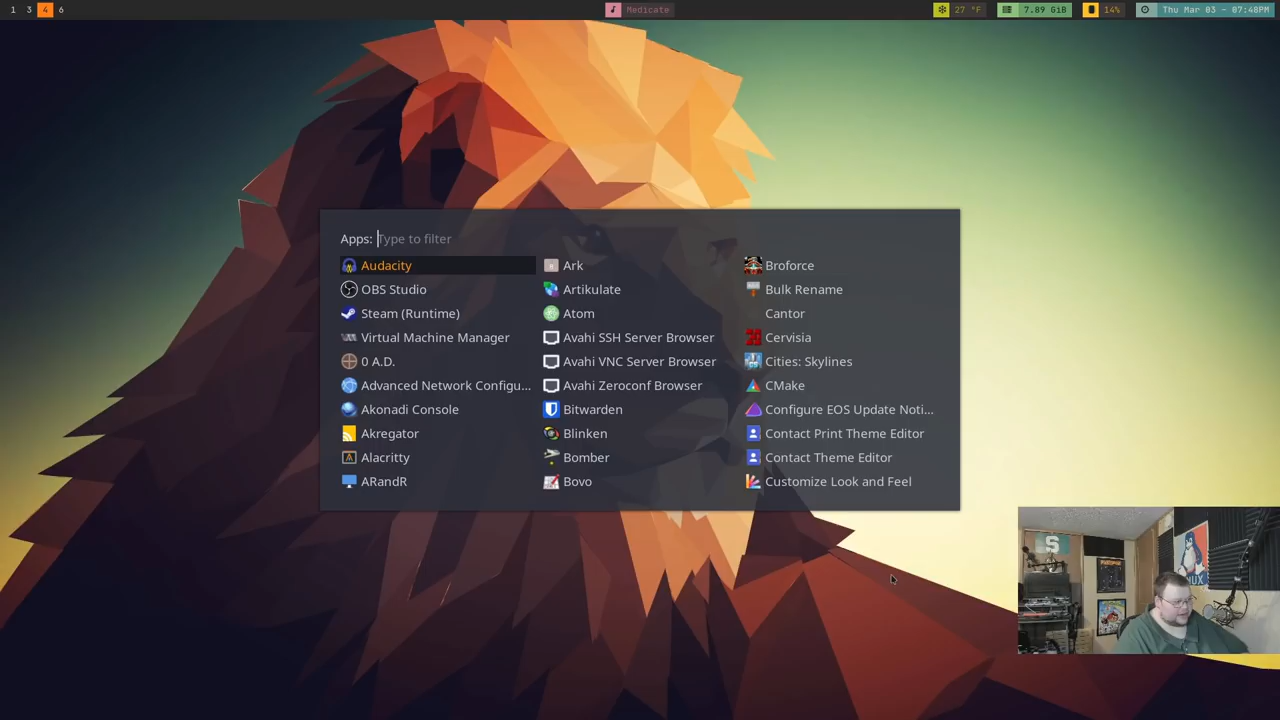 1 3 4 6
Medicate
27 °F
7.89 GiB
14%
Thu Mar 03 - 07:48PM
Apps: Type to filter
Audacity
OBS Studio
Steam (Runtime)
Virtual Machine Manager
0 A.D.
Advanced Network Configu...
Akonadi Console
Akregator
Alacritty
ARandR
Ark
Artikulate
Atom
Avahi SSH Server Browser
Avahi VNC Server Browser
Avahi Zeroconf Browser
Bitwarden
Blinken
Bomber
Bovo
Broforce
Bulk Rename
Cantor
Cervisia
Cities: Skylines
CMake
Configure EOS Update Noti...
Contact Print Theme Editor
Contact Theme Editor
Customize Look and Feel
S